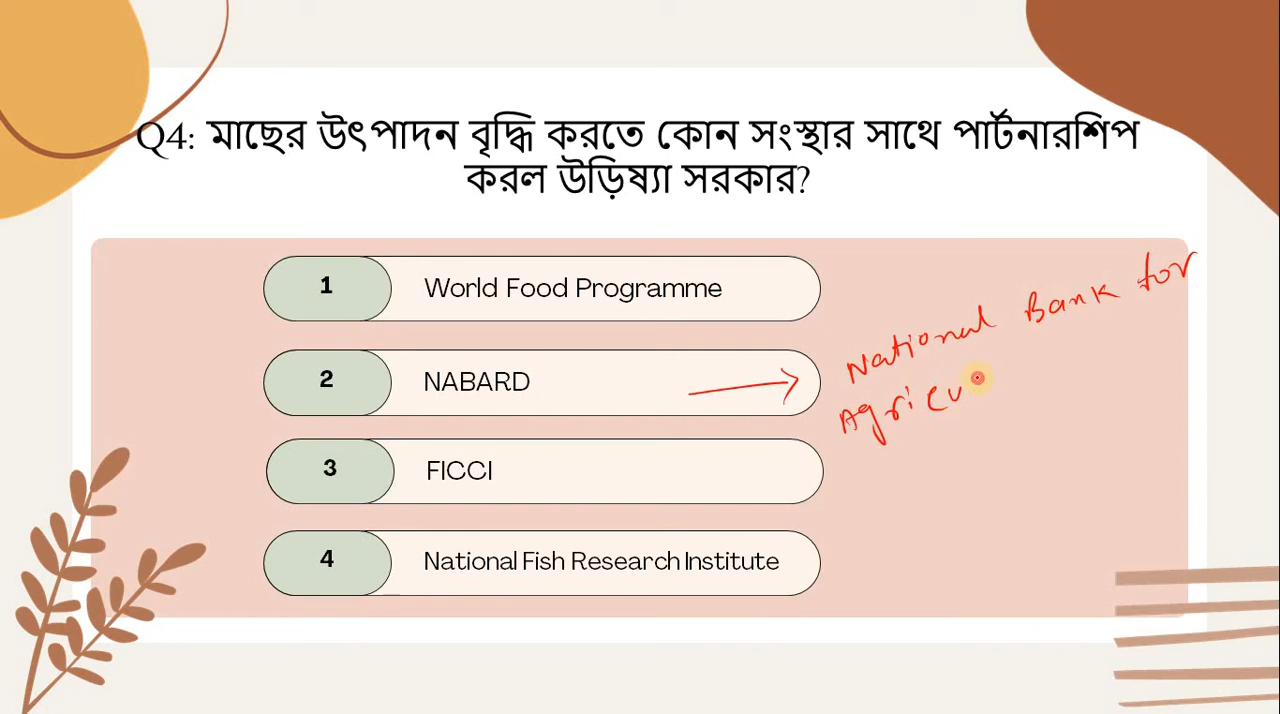 Q4: মাছের উৎপাদন বৃদ্ধি করতে কোন সংস্থার সাথে পার্টনারশিপ
করল উড়িষ্যা সরকার?
1 World Food Programme
2 NABARD
National Bank for
Agricu
3 FICCI
4 National Fish Research Institute